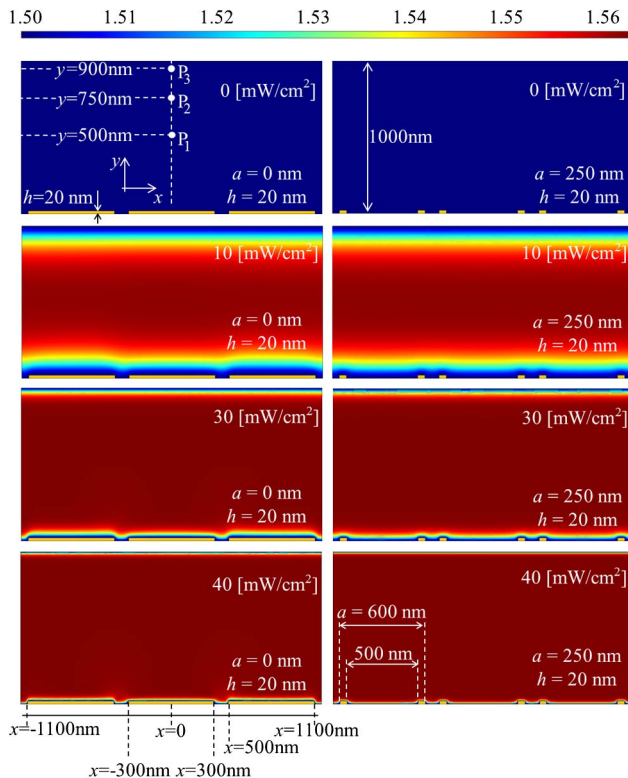 1.50 1.51 1.52 1.53 1.54 1.55 1.56
y=900nm P3 0 [mW/cm²]
y=750nm P2
y=500nm P1
y
x
h=20 nm
a = 0 nm
h = 20 nm
0 [mW/cm²]
1000nm
a = 250 nm
h = 20 nm
10 [mW/cm²]
a = 0 nm
h = 20 nm
10 [mW/cm²]
a = 250 nm
h = 20 nm
30 [mW/cm²]
a = 0 nm
h = 20 nm
30 [mW/cm²]
a = 250 nm
h = 20 nm
40 [mW/cm²]
a = 0 nm
h = 20 nm
40 [mW/cm²]
a = 600 nm
500 nm
a = 250 nm
h = 20 nm
x=-1100nm x=0 x=1100nm
x=500nm
x=-300nm x=300nm